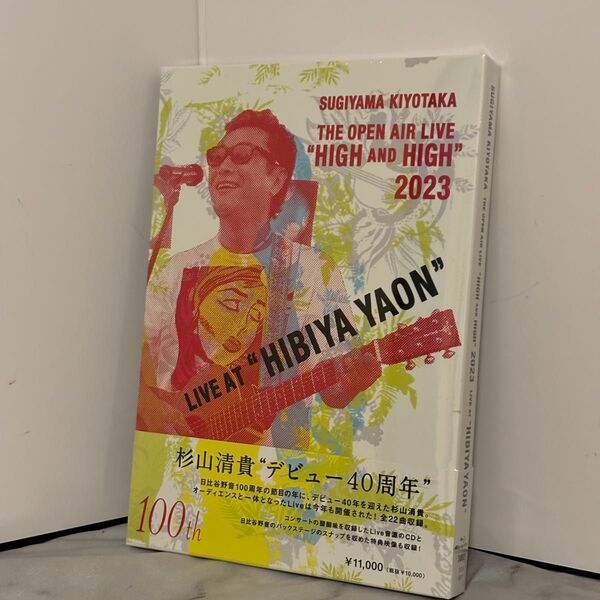 SUGIYAMA KIYOTAKA
THE OPEN AIR LIVE
"HIGH AND HIGH"
2023
LIVE AT "HIBIYA YAON"
杉山清貴"デビュー40周年"
日比谷野音100周年の節目の年に、デビュー40年を迎えた杉山清貴。
オーディエンスと一体となったLiveは今年も開催された!全22曲収録。
コンサートの醍醐味を収録したLive音源のCDと
日比谷野音のバックステージのスナップを収めた特典映像も収録!
100th
¥11,000(税抜¥10,000)
SUGIYAMA KIYOTAKA THE OPEN AIR LIVE "HIGH AND HIGH" 2023 LIVE AT "HIBIYA YAON"